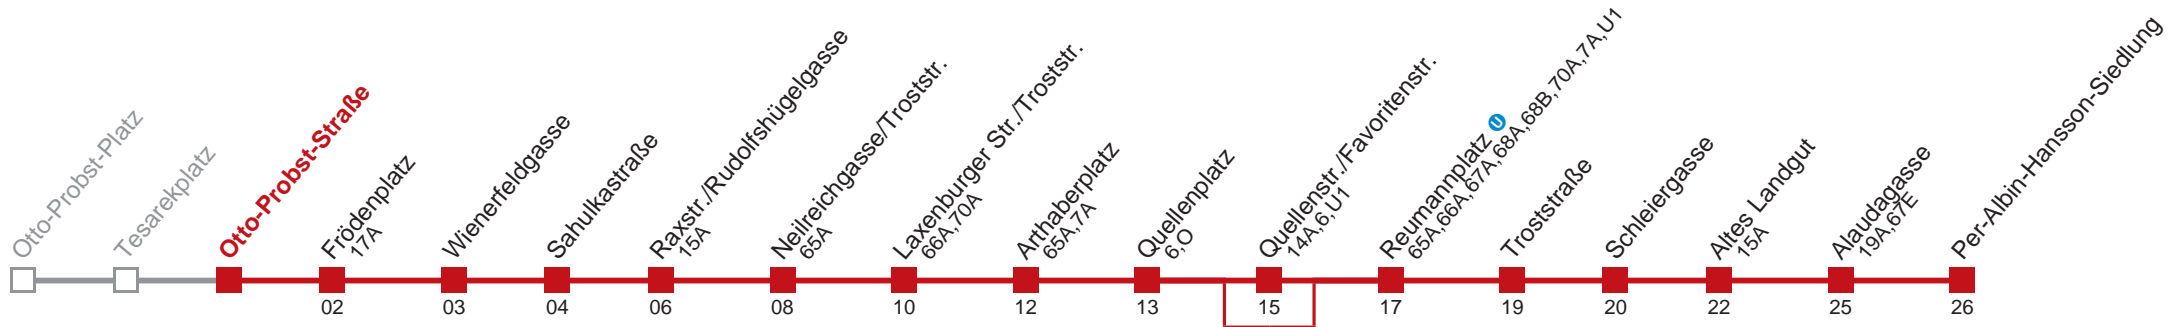 Otto-Probst-Platz
Tesarekplatz
Otto-Probst-Straße
Frödenplatz
17A
02
Wienerfeldgasse
03
Sahulkastraße
04
Raxstr./Rudolfshügelgasse
15A
06
Neilreichgasse/Troststr.
65A
08
Laxenburger Str./Troststr.
66A,70A
10
Arthaberplatz
65A,7A
12
Quellenplatz
6,O
13
Quellenstr./Favoritenstr.
14A,6,U1
15
Reumannplatz U
65A,66A,67A,68A,68B,70A,7A,U1
17
Troststraße
19
Schleiergasse
20
Altes Landgut
15A
22
Alaudagasse
19A,67E
25
Per-Albin-Hansson-Siedlung
26